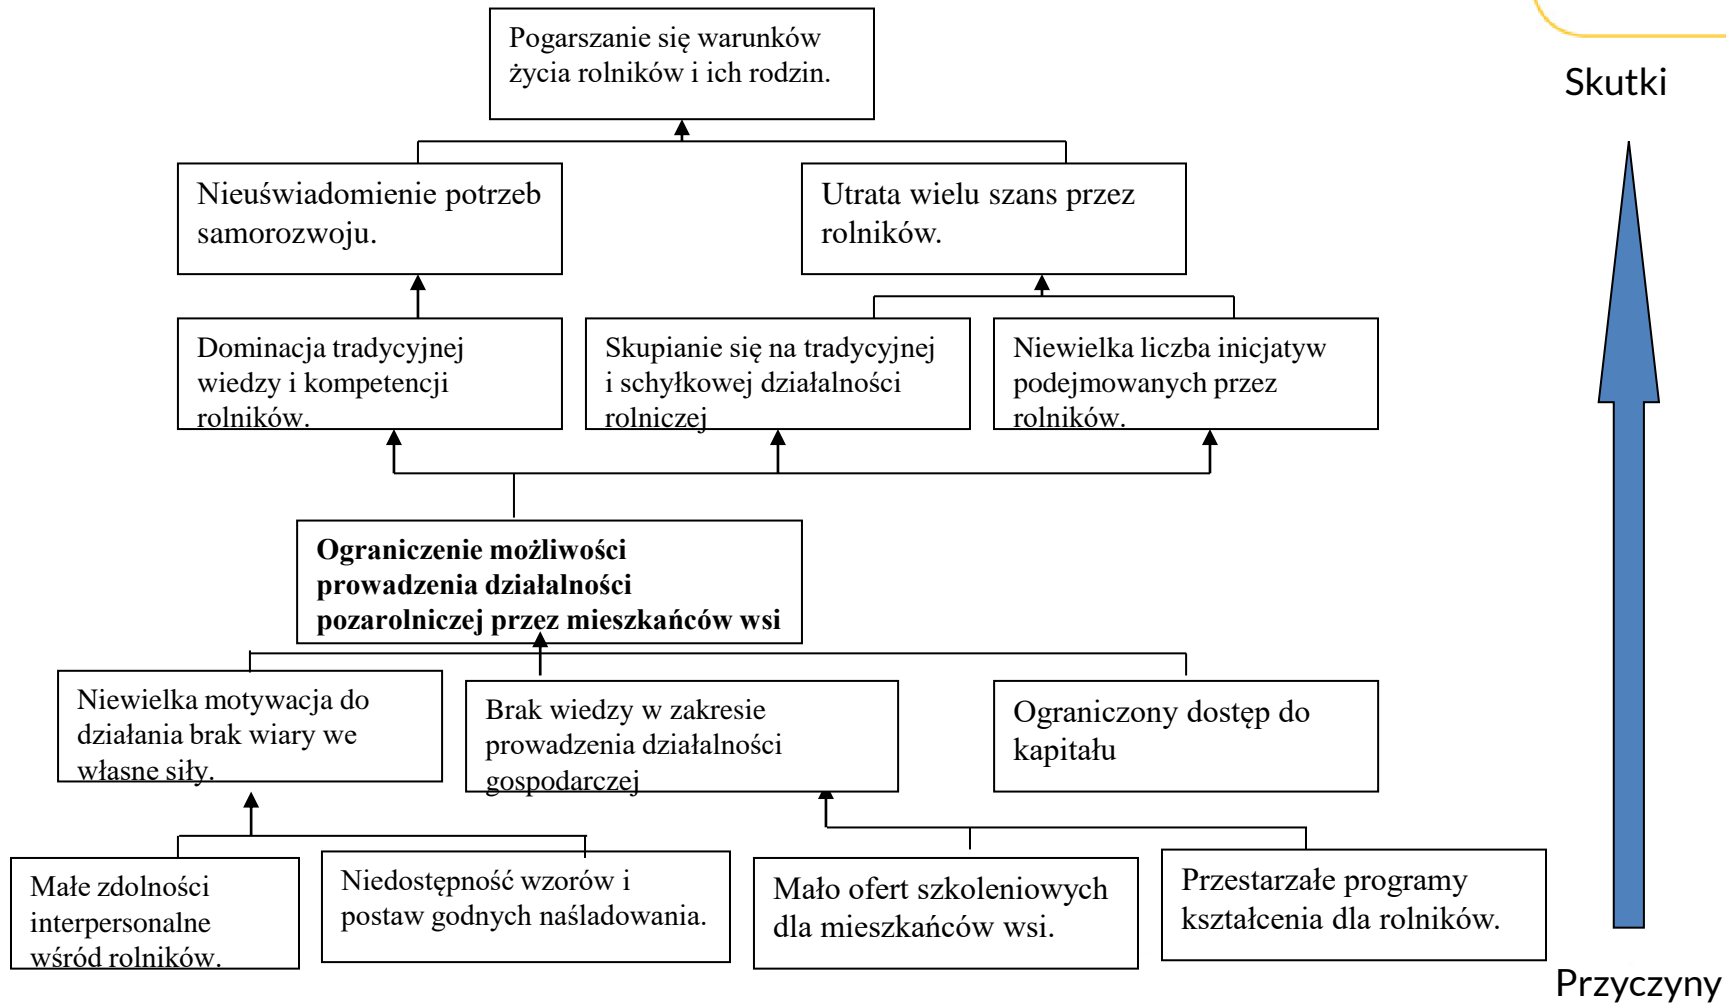 Pogarszanie się warunków
życia rolników i ich rodzin.
Skutki
Nieuświadomienie potrzeb
samorozwoju.
Utrata wielu szans przez
rolników.
Dominacja tradycyjnej
wiedzy i kompetencji
rolników.
Skupianie się na tradycyjnej
i schyłkowej działalności
rolniczej
Niewielka liczba inicjatyw
podejmowanych przez
rolników.
Ograniczenie możliwości
prowadzenia działalności
pozarolniczej przez mieszkańców wsi
Niewielka motywacja do
działania brak wiary we
własne siły.
Brak wiedzy w zakresie
prowadzenia działalności
gospodarczej
Ograniczony dostęp do
kapitału
Małe zdolności
interpersonalne
wśród rolników.
Niedostępność wzorów i
postaw godnych naśladowania.
Mało ofert szkoleniowych
dla mieszkańców wsi.
Przestarzałe programy
kształcenia dla rolników.
Przyczyny